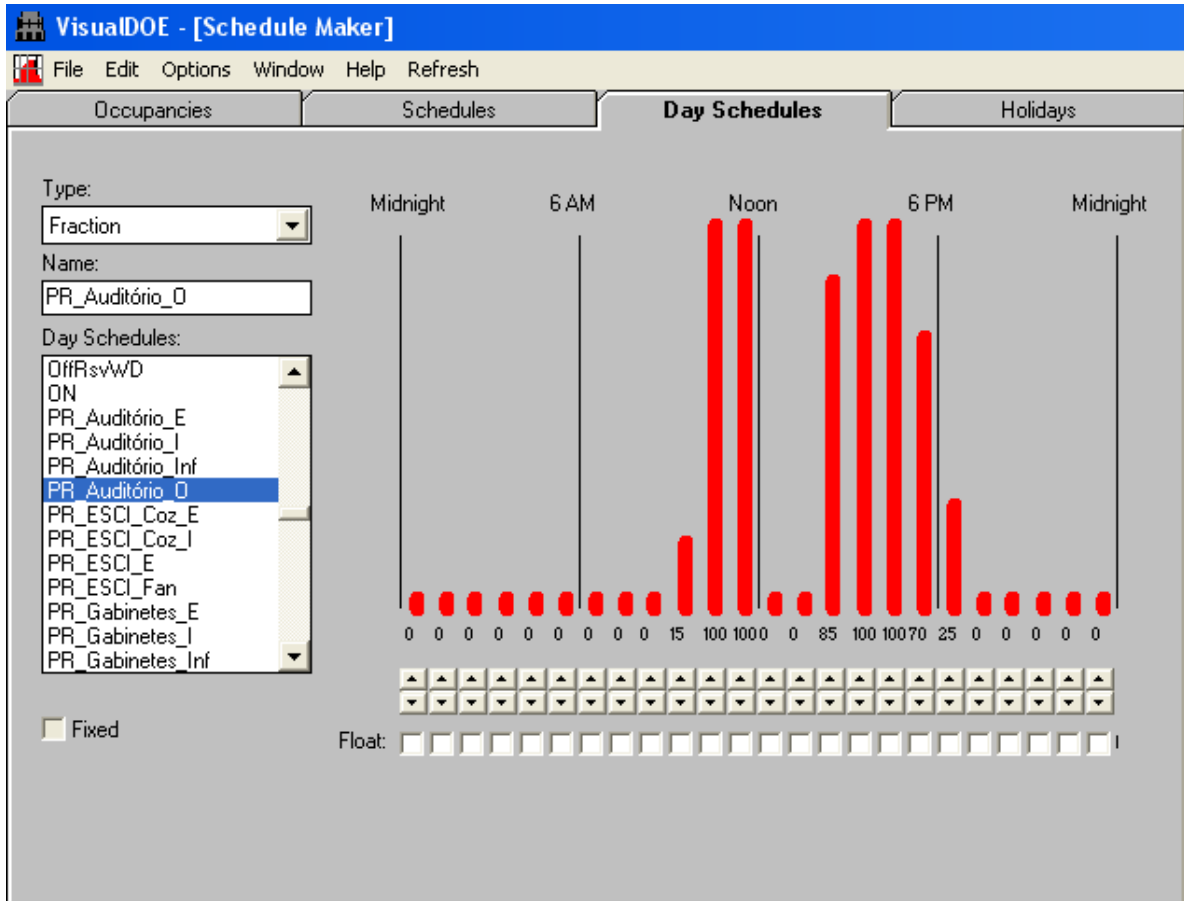 VisualDOE - [Schedule Maker]
File Edit Options Window Help Refresh
Occupancies Schedules Day Schedules Holidays
Type:
Fraction
Name:
PR_Auditório_O
Day Schedules:
OffRsvWD
ON
PR_Auditório_E
PR_Auditório_I
PR_Auditório_Inf
PR_Auditório_O
PR_ESCI_Coz_E
PR_ESCI_Coz_I
PR_ESCI_E
PR_ESCI_Fan
PR_Gabinetes_E
PR_Gabinetes_I
PR_Gabinetes_Inf
Fixed
Midnight 6 AM Noon 6 PM Midnight
0 0 0 0 0 0 0 0 0 15 100 100 0 0 85 100 100 70 25 0 0 0 0 0
Float: